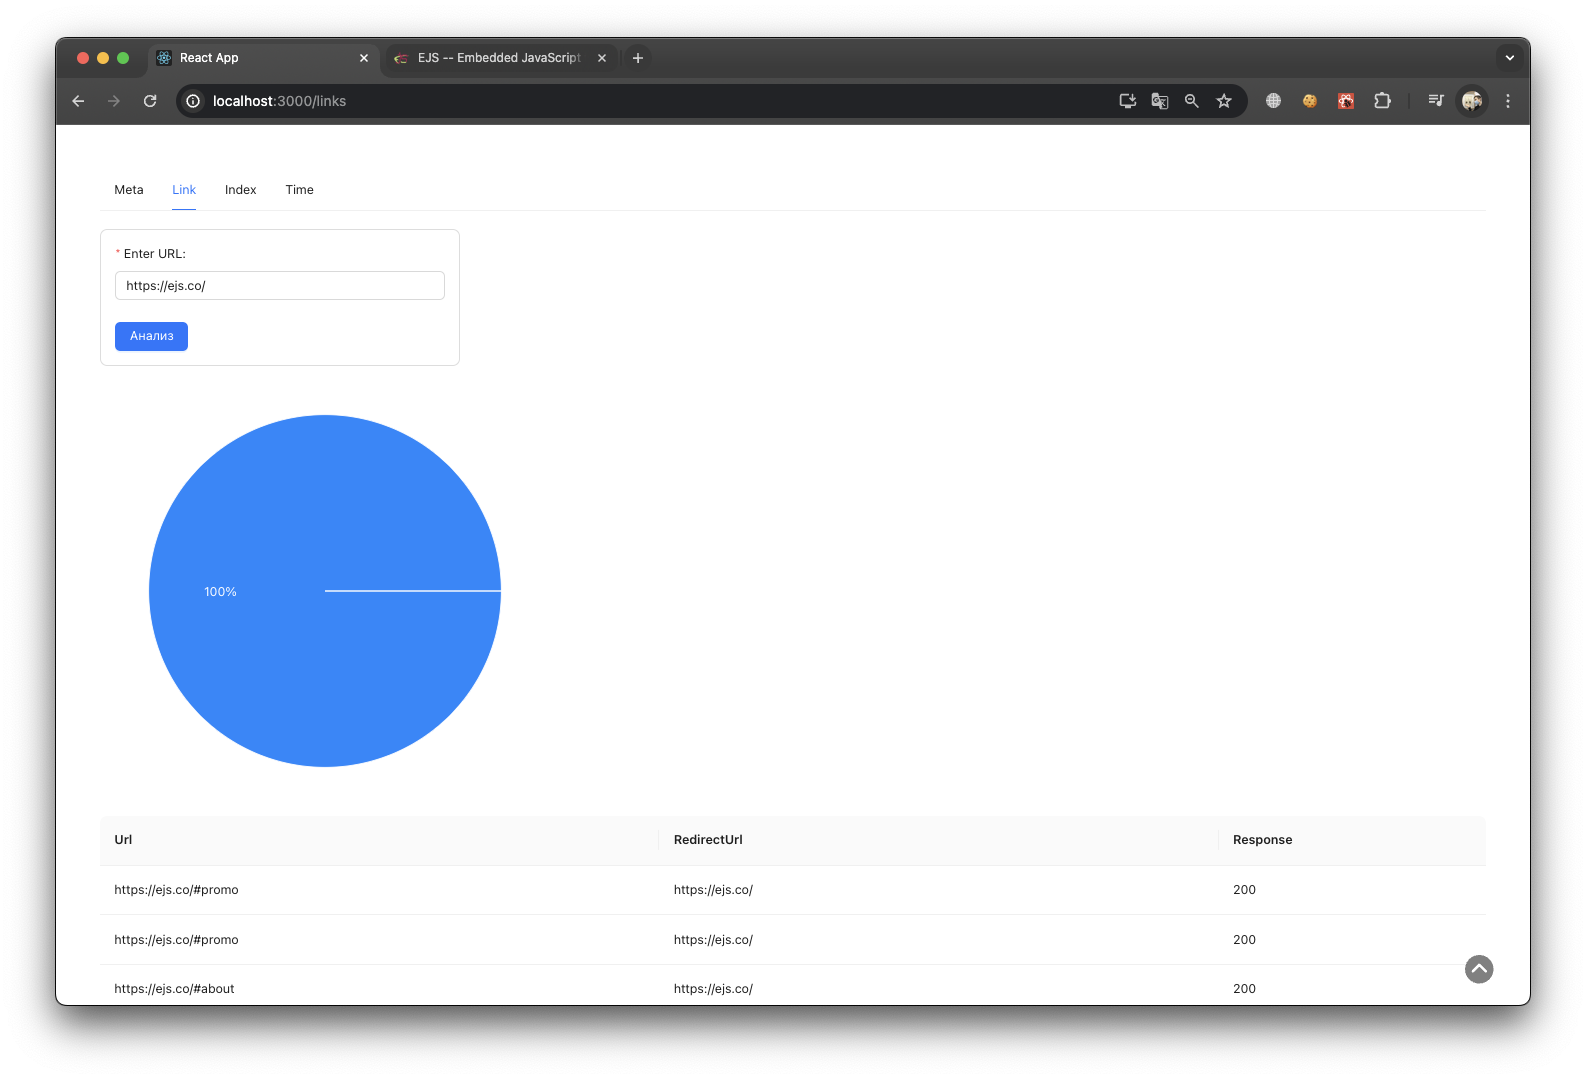 React App
EJS -- Embedded JavaScript
localhost:3000/links
Meta Link Index Time
* Enter URL:
https://ejs.co/
Анализ
100%
Url RedirectUrl Response
https://ejs.co/#promo https://ejs.co/ 200
https://ejs.co/#promo https://ejs.co/ 200
https://ejs.co/#about https://ejs.co/ 200